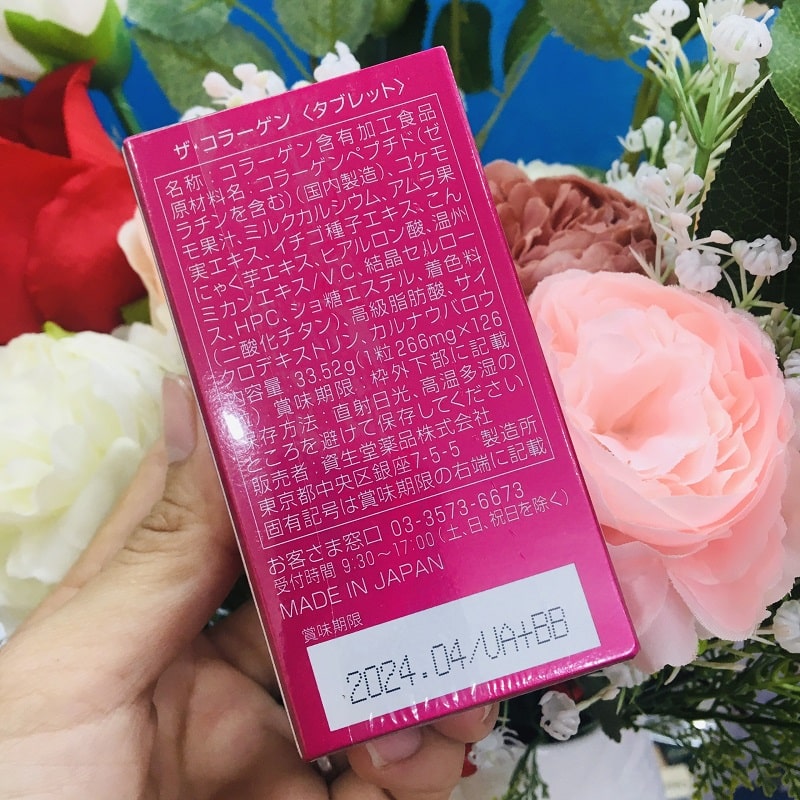 ザ・コラーゲン〈タブレット〉
名称：コラーゲン含有加工食品
原材料名：コラーゲンペプチド(ゼ
ラチンを含む)(国内製造)、コケモ
モ果汁、ミルクカルシウム、アムラ果
実エキス、イチゴ種子エキス、こん
にゃく芋エキス、ヒアルロン酸、温州
ミカンエキス/V.C、結晶セルロー
ス、HPC、ショ糖エステル、着色料
(二酸化チタン)、高級脂肪酸、サイ
クロデキストリン、カルナウバロウ
内容量：33.52g(1粒266mg×126
粒) 賞味期限：枠外下部に記載
保存方法：直射日光、高温多湿の
ところを避けて保存してください
販売者：資生堂薬品株式会社
東京都中央区銀座7-5-5 製造所
固有記号は賞味期限の右端に記載
お客さま窓口 03-3573-6673
受付時間 9:30～17:00(土、日、祝日を除く)
MADE IN JAPAN
賞味期限
2024.04/UA+BB